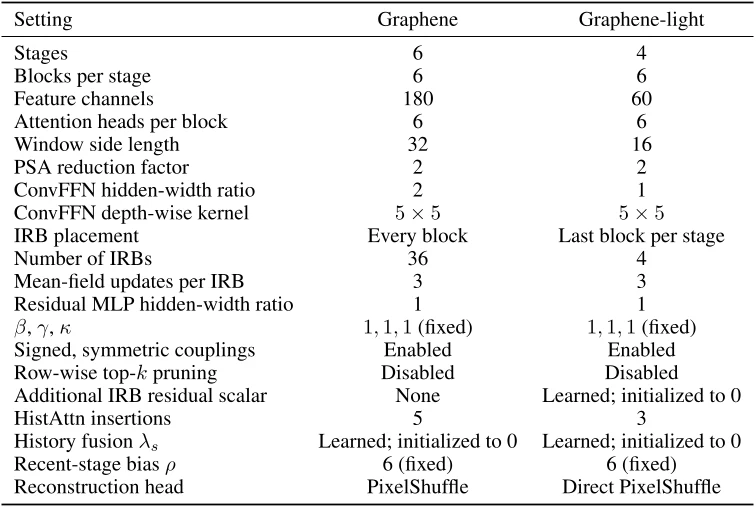 Setting Graphene Graphene-light
Stages 6 4
Blocks per stage 6 6
Feature channels 180 60
Attention heads per block 6 6
Window side length 32 16
PSA reduction factor 2 2
ConvFFN hidden-width ratio 2 1
ConvFFN depth-wise kernel 5 × 5 5 × 5
IRB placement Every block Last block per stage
Number of IRBs 36 4
Mean-field updates per IRB 3 3
Residual MLP hidden-width ratio 1 1
β, γ, κ 1, 1, 1 (fixed) 1, 1, 1 (fixed)
Signed, symmetric couplings Enabled Enabled
Row-wise top-k pruning Disabled Disabled
Additional IRB residual scalar None Learned; initialized to 0
HistAttn insertions 5 3
History fusion λₛ Learned; initialized to 0 Learned; initialized to 0
Recent-stage bias ρ 6 (fixed) 6 (fixed)
Reconstruction head PixelShuffle Direct PixelShuffle